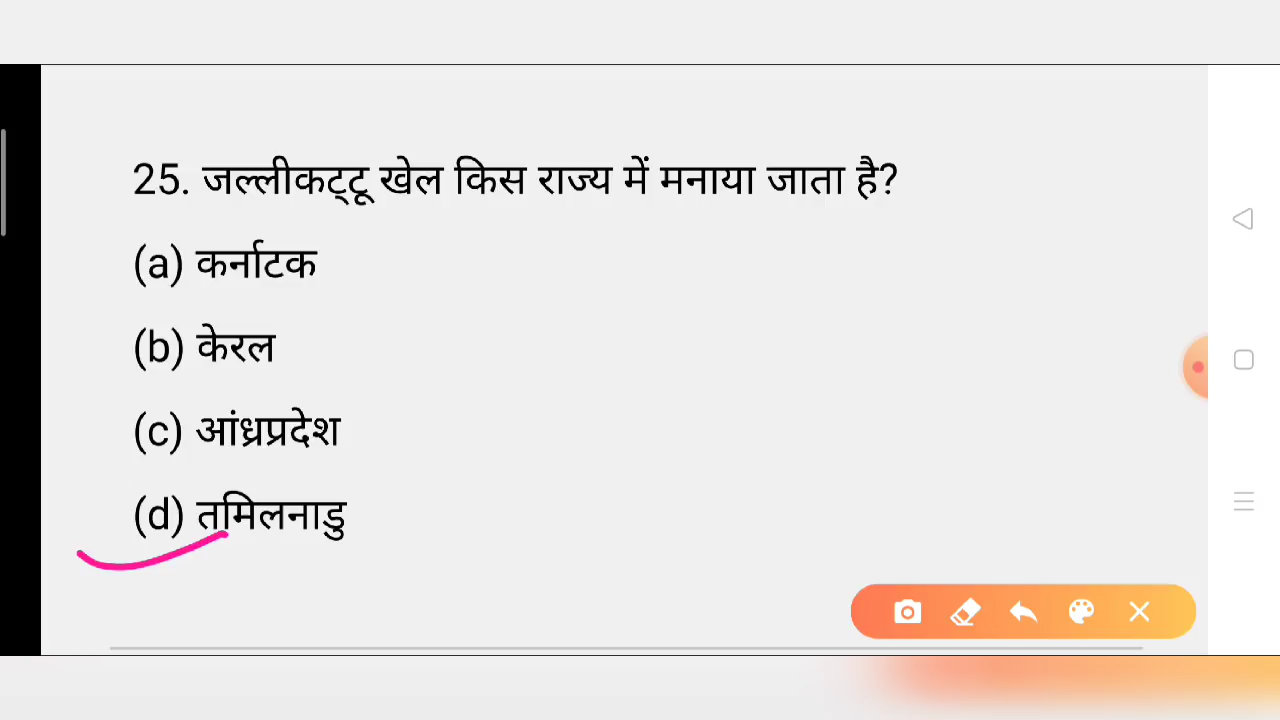 25. जल्लीकट्टू खेल किस राज्य में मनाया जाता है?
(a) कर्नाटक
(b) केरल
(c) आंध्रप्रदेश
(d) तमिलनाडु